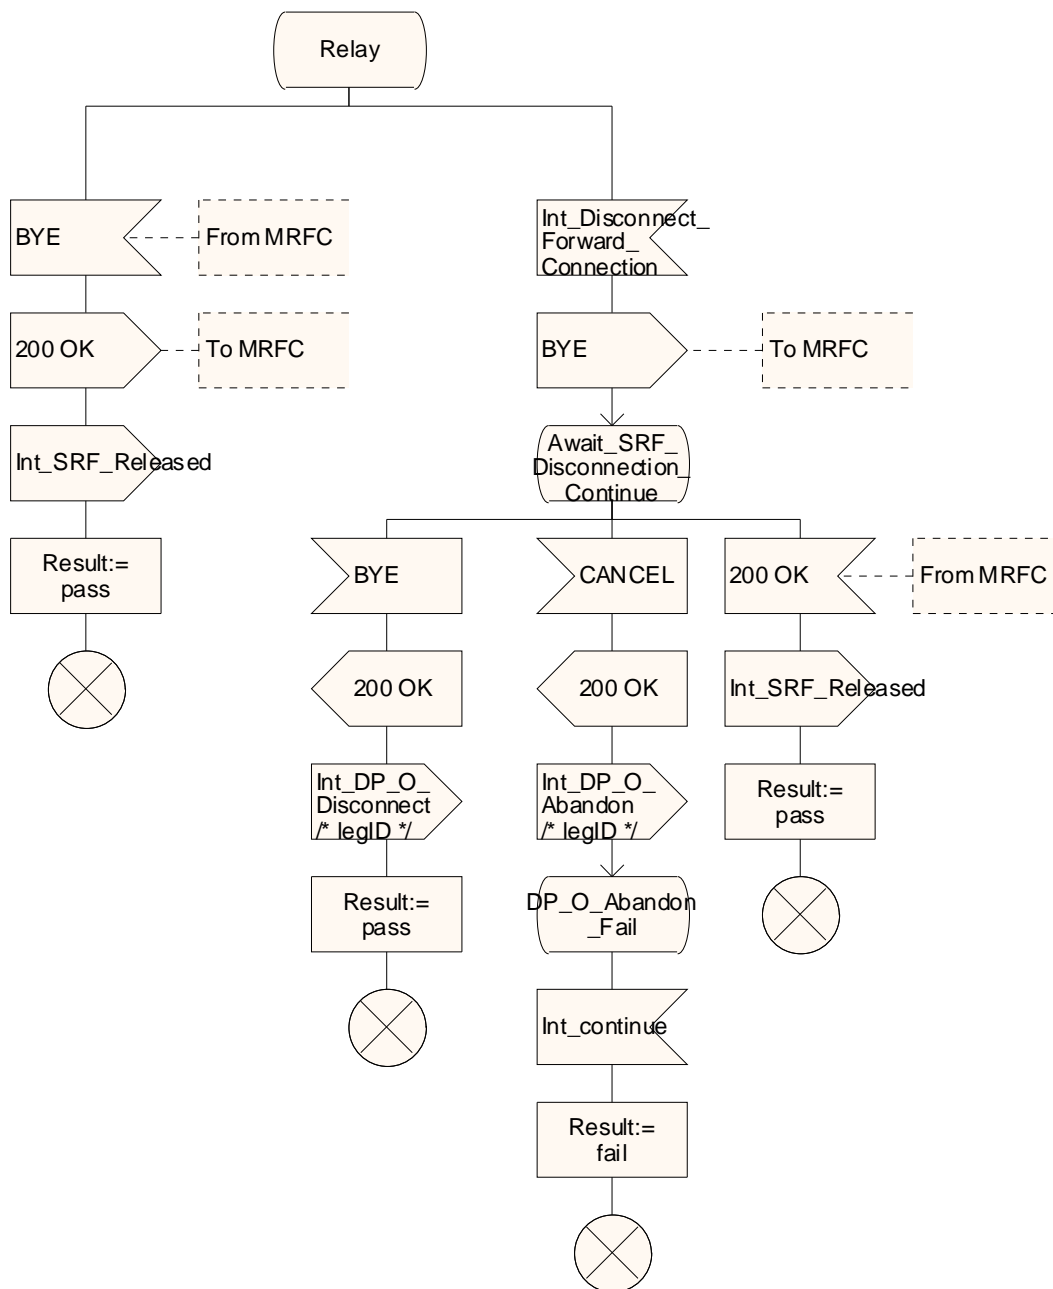 Relay
BYE
From MRFC
Int_Disconnect_
Forward_
Connection
200 OK
To MRFC
BYE
To MRFC
Int_SRF_Released
Await_SRF_
Disconnection_
Continue
Result:=
pass
BYE
CANCEL
200 OK
From MRFC
200 OK
200 OK
Int_SRF_Released
Int_DP_O_
Disconnect
/* legID */
Int_DP_O_
Abandon
/* legID */
Result:=
pass
Result:=
pass
DP_O_Abandon
_Fail
Int_continue
Result:=
fail